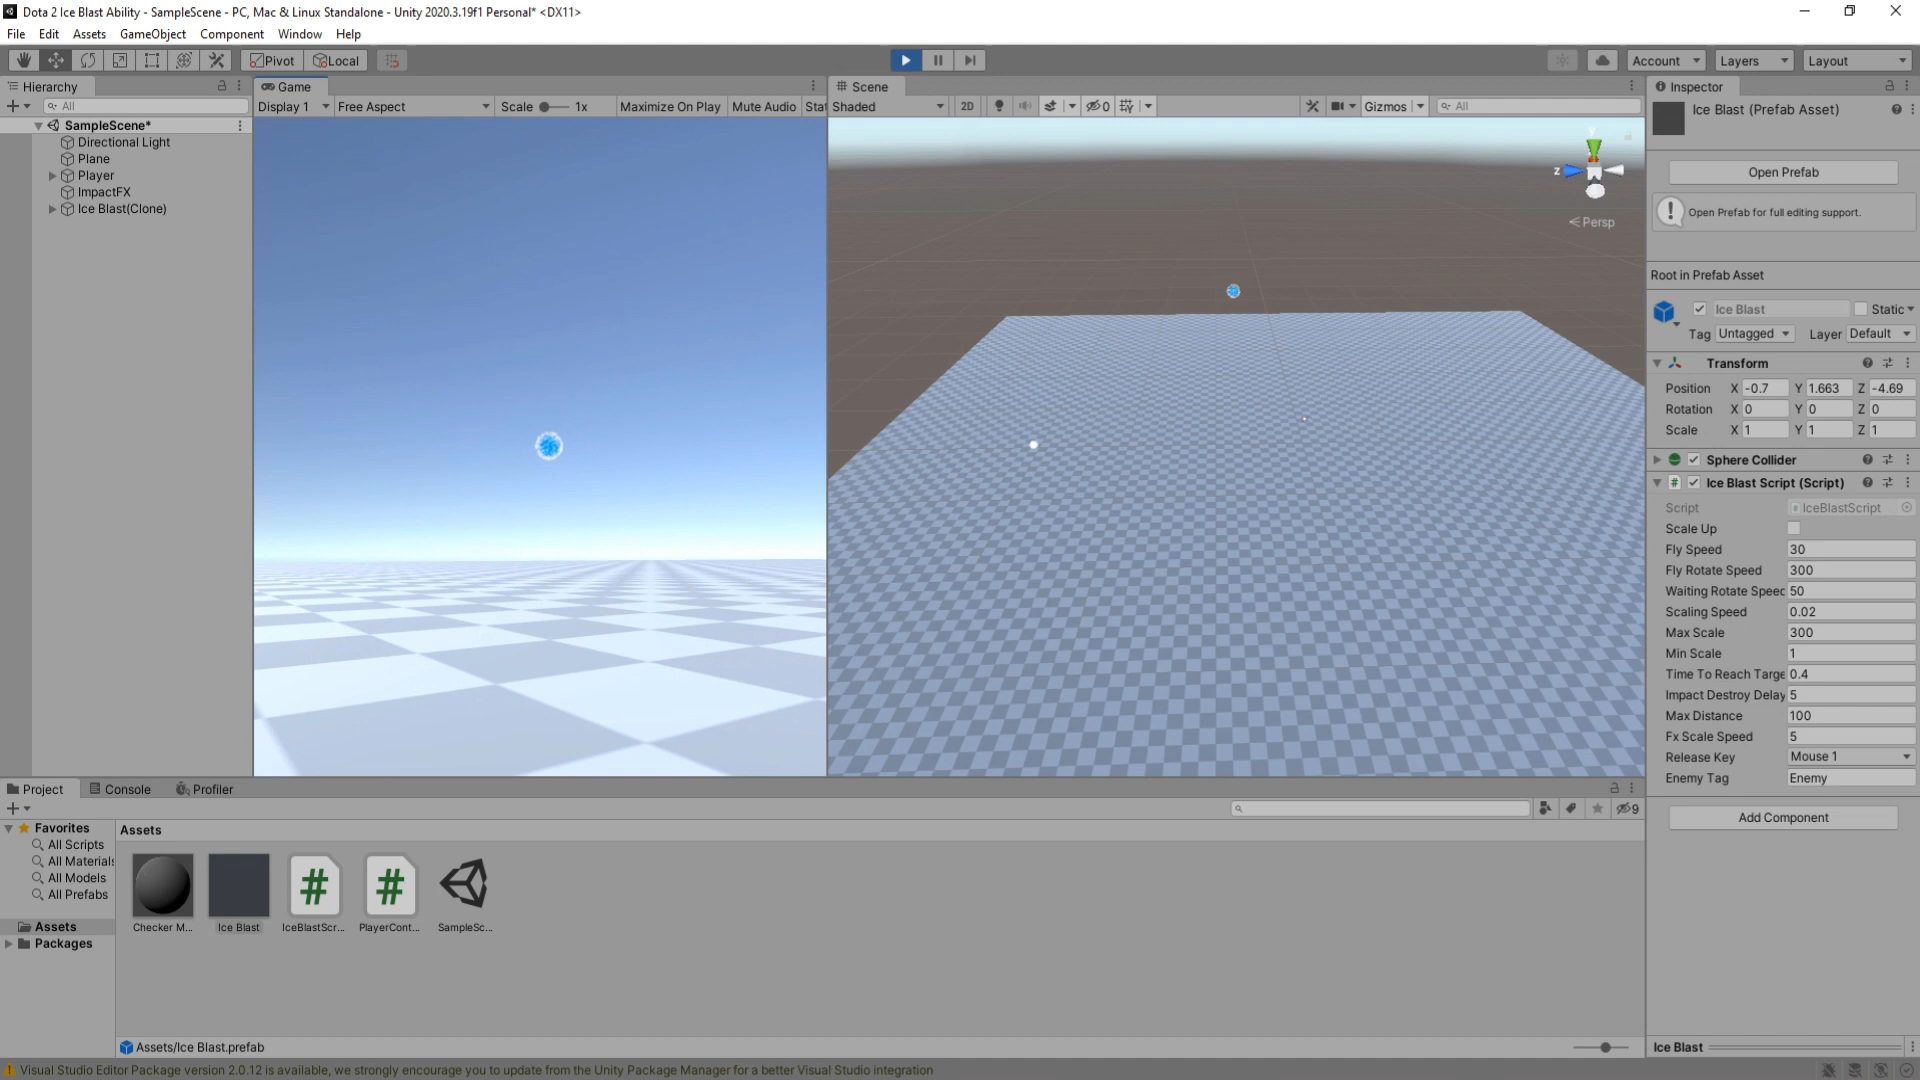 Dota 2 Ice Blast Ability - SampleScene - PC, Mac & Linux Standalone - Unity 2020.3.19f1 Personal* <DX11>
File Edit Assets GameObject Component Window Help
Pivot Local Account Layers Layout
Hierarchy
All
SampleScene*
Directional Light
Plane
Player
ImpactFX
Ice Blast(Clone)
Game
Display 1 Free Aspect Scale 1x Maximize On Play Mute Audio Stat
Scene
Shaded 2D 0 Gizmos All
y
z
Persp
Inspector
Ice Blast (Prefab Asset)
Open Prefab
Open Prefab for full editing support.
Root in Prefab Asset
Ice Blast Static
Tag Untagged Layer Default
Transform
Position X -0.7 Y 1.663 Z -4.69
Rotation X 0 Y 0 Z 0
Scale X 1 Y 1 Z 1
Sphere Collider
# Ice Blast Script (Script)
Script IceBlastScript
Scale Up
Fly Speed 30
Fly Rotate Speed 300
Waiting Rotate Speed 50
Scaling Speed 0.02
Max Scale 300
Min Scale 1
Time To Reach Targe 0.4
Impact Destroy Delay 5
Max Distance 100
Fx Scale Speed 5
Release Key Mouse 1
Enemy Tag Enemy
Add Component
Project Console Profiler
9
Favorites
All Scripts
All Materials
All Models
All Prefabs
Assets
Packages
Assets
# #
Checker M... Ice Blast IceBlastScr... PlayerCont... SampleSc...
Assets/Ice Blast.prefab
Ice Blast
Visual Studio Editor Package version 2.0.12 is available, we strongly encourage you to update from the Unity Package Manager for a better Visual Studio integration